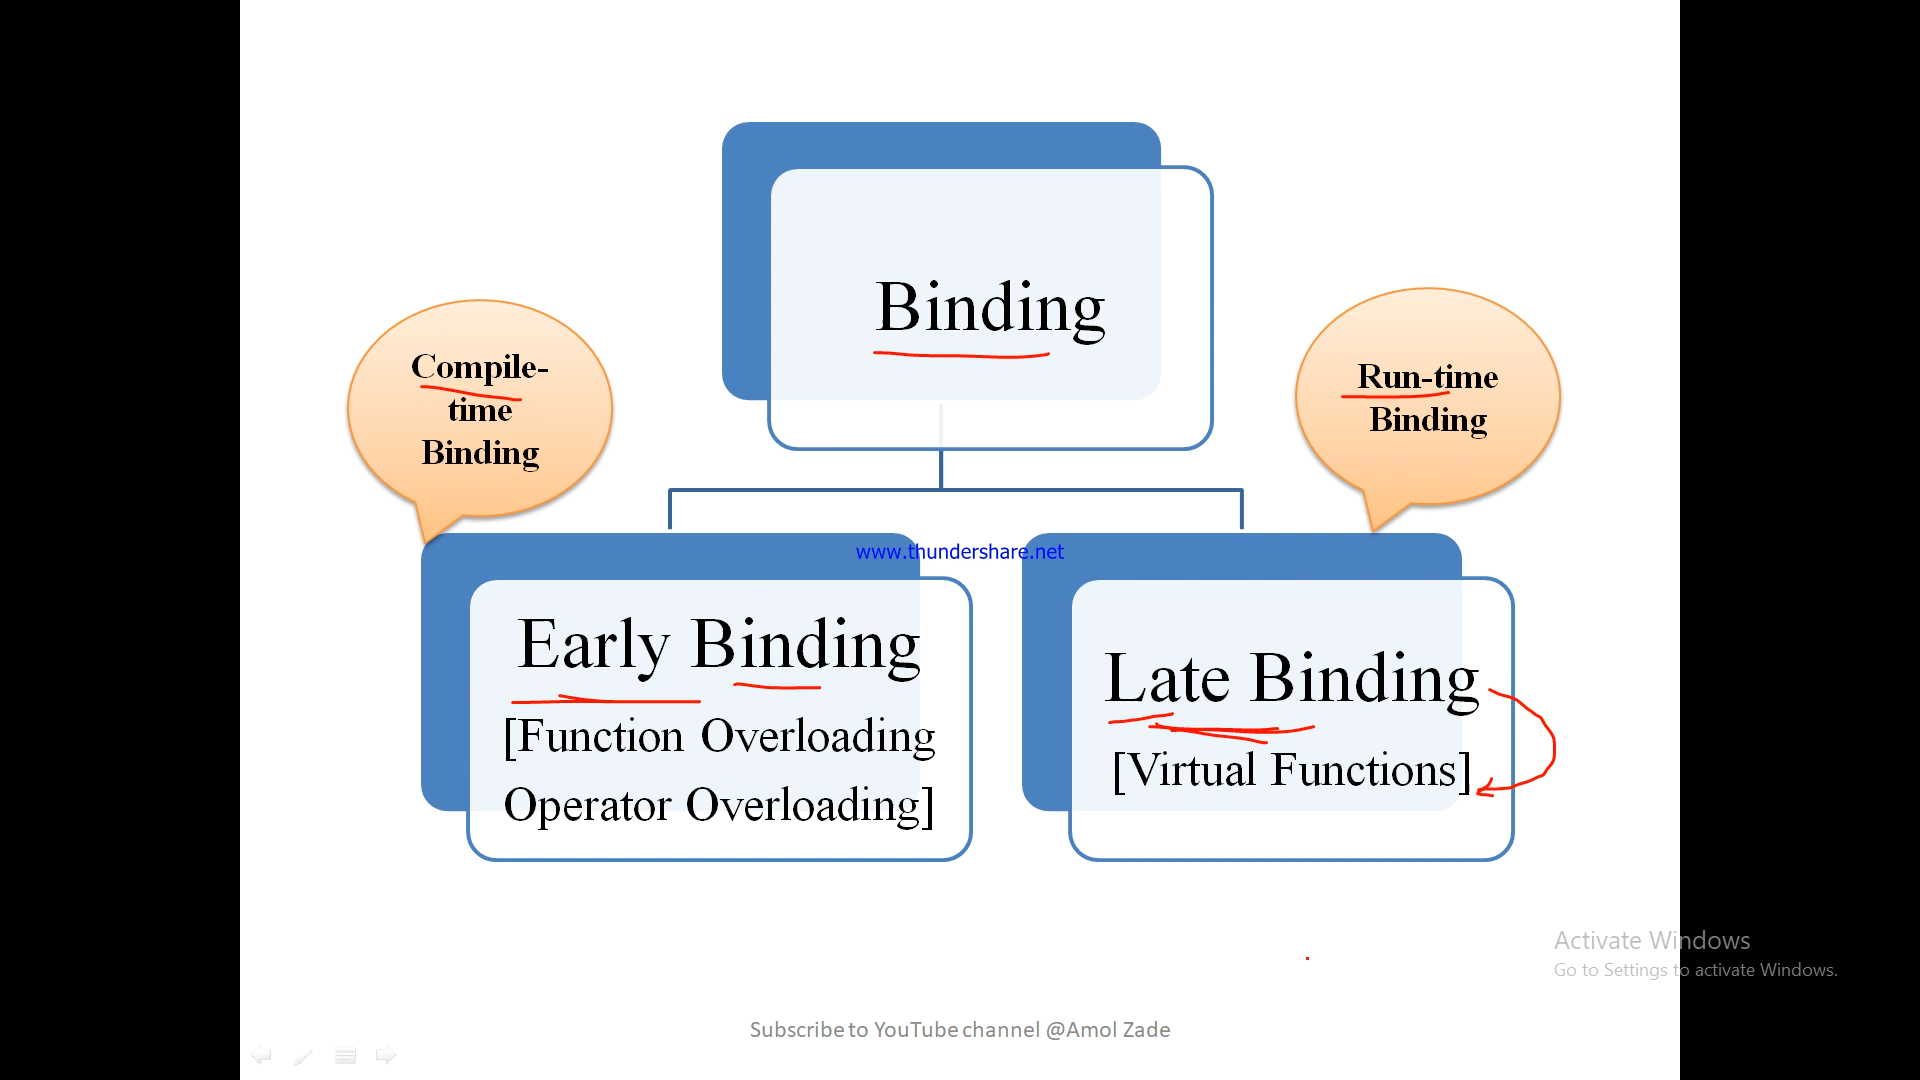 Binding
Compile-
time
Binding
Run-time
Binding
www.thundershare.net
Early Binding
[Function Overloading
Operator Overloading]
Late Binding
[Virtual Functions]
Activate Windows
Go to Settings to activate Windows.
Subscribe to YouTube channel @Amol Zade